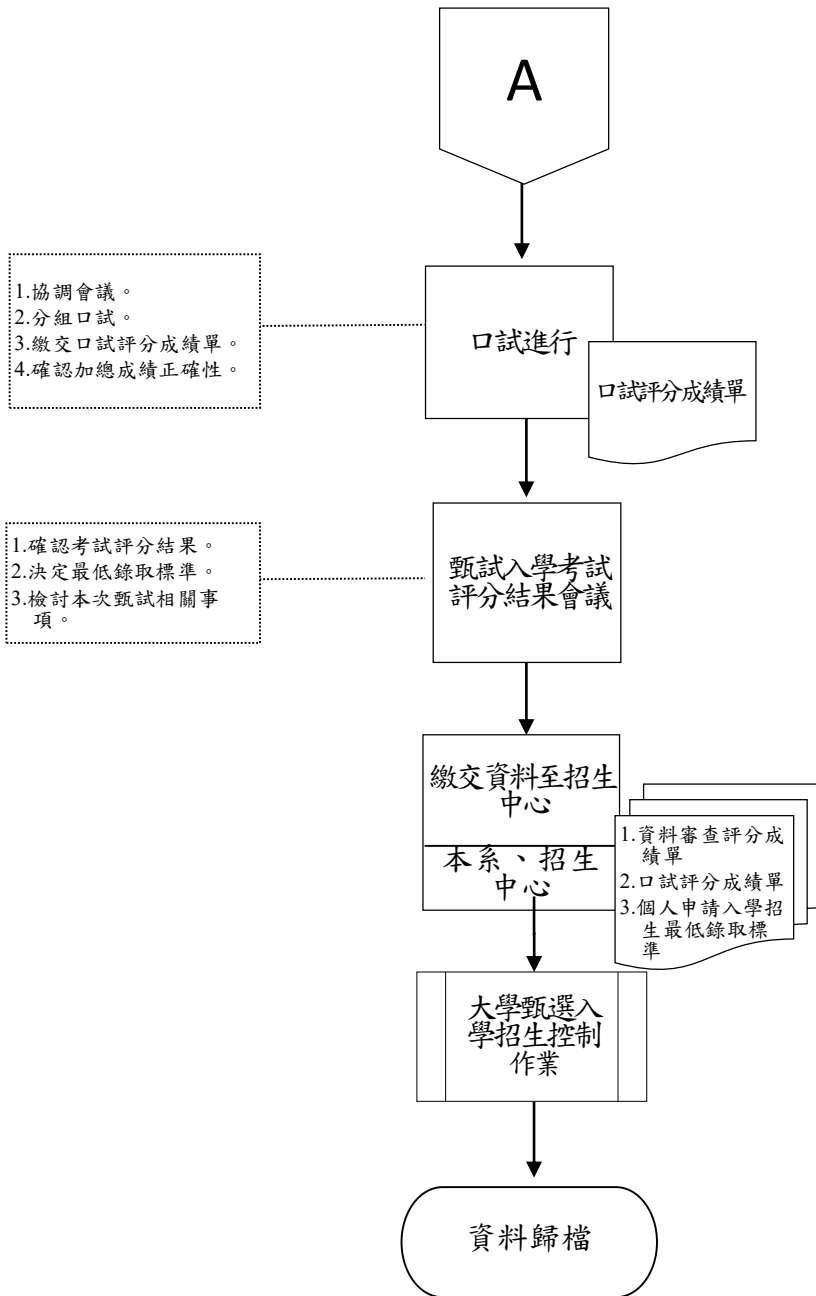 A
1.協調會議。
2.分組口試。
3.繳交口試評分成績單。
4.確認加總成績正確性。
口試進行
口試評分成績單
1.確認考試評分結果。
2.決定最低錄取標準。
3.檢討本次甄試相關事
項。
甄試入學考試
評分結果會議
繳交資料至招生
中心
本系、招生
中心
1.資料審查評分成
績單
2.口試評分成績單
3.個人申請入學招
生最低錄取標
準
大學甄選入
學招生控制
作業
資料歸檔